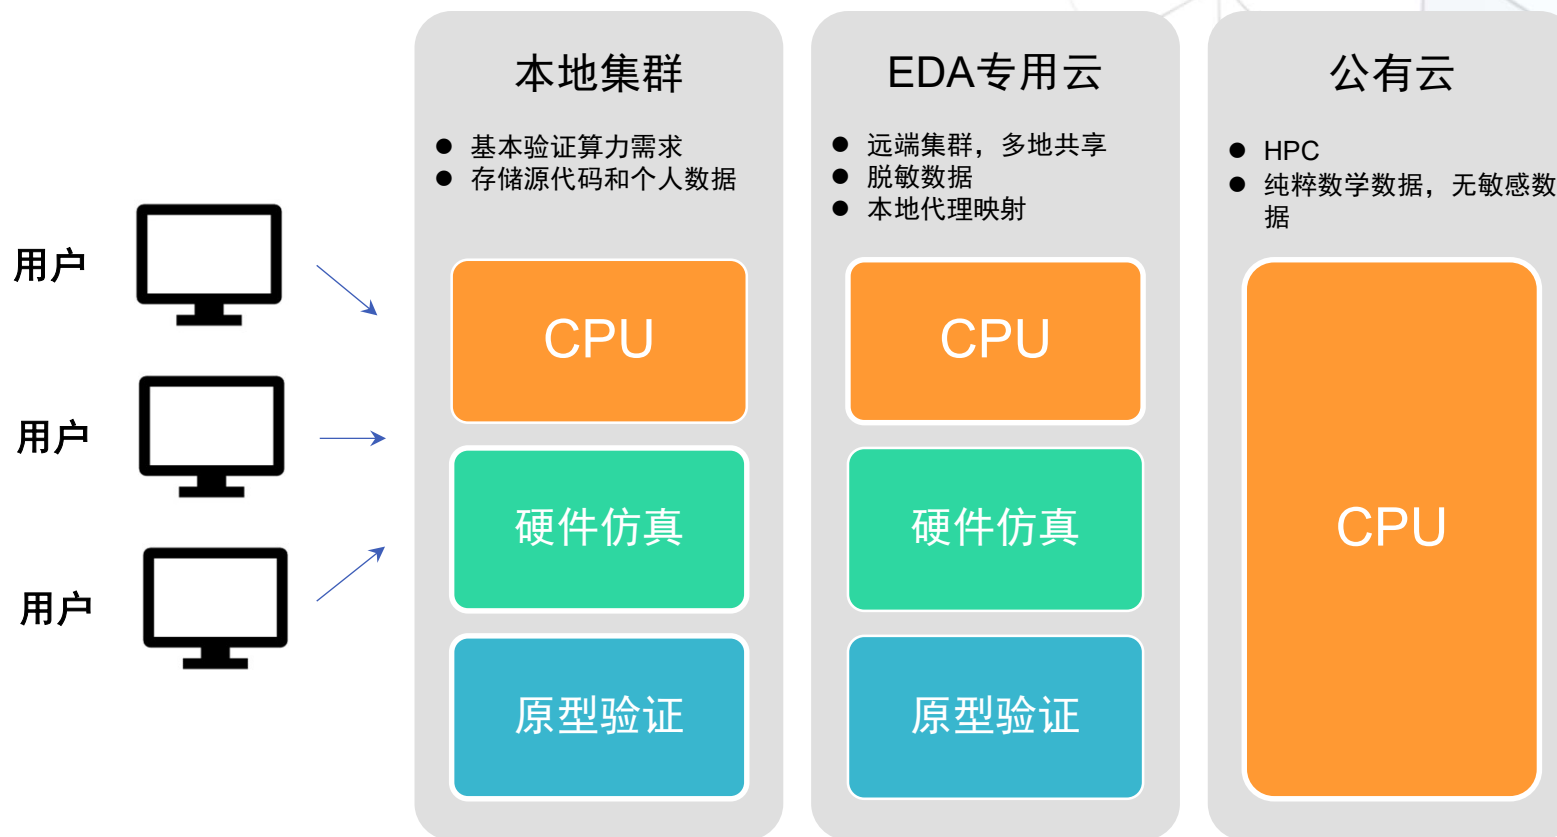 用户
用户
用户
本地集群
● 基本验证算力需求
● 存储源代码和个人数据
CPU
硬件仿真
原型验证
EDA专用云
● 远端集群，多地共享
● 脱敏数据
● 本地代理映射
CPU
硬件仿真
原型验证
公有云
● HPC
● 纯粹数学数据，无敏感数
据
CPU